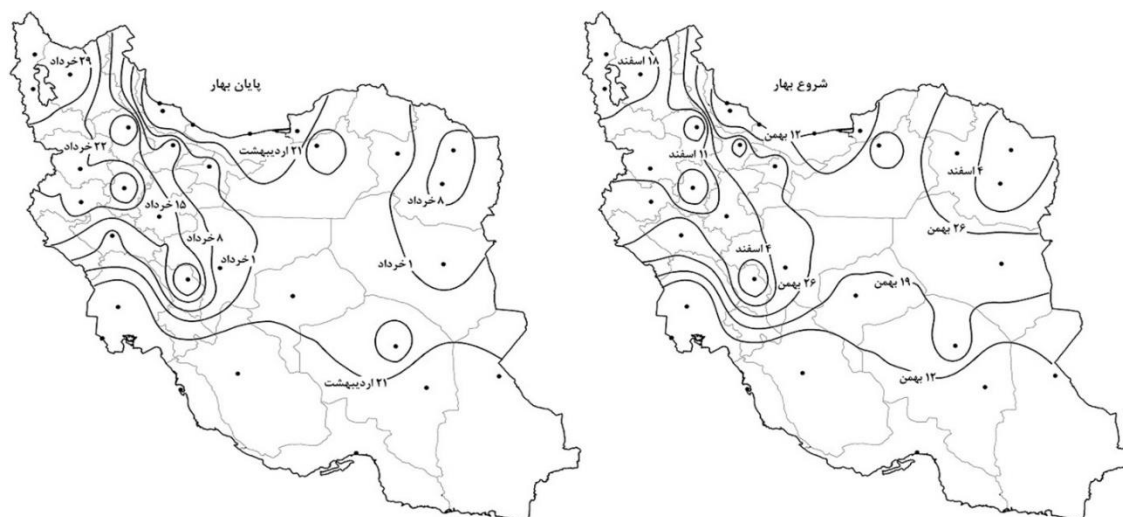 پایان بهار
۲۹ خرداد
۲۲ خرداد
۲۱ اردیبهشت
۱۵ خرداد
۸ خرداد
۸ خرداد
۱ خرداد
۱ خرداد
۲۱ اردیبهشت
شروع بهار
۱۸ اسفند
۱۲ بهمن
۱۱ اسفند
۴ اسفند
۲۶ بهمن
۴ اسفند
۲۶ بهمن
۱۹ بهمن
۱۲ بهمن